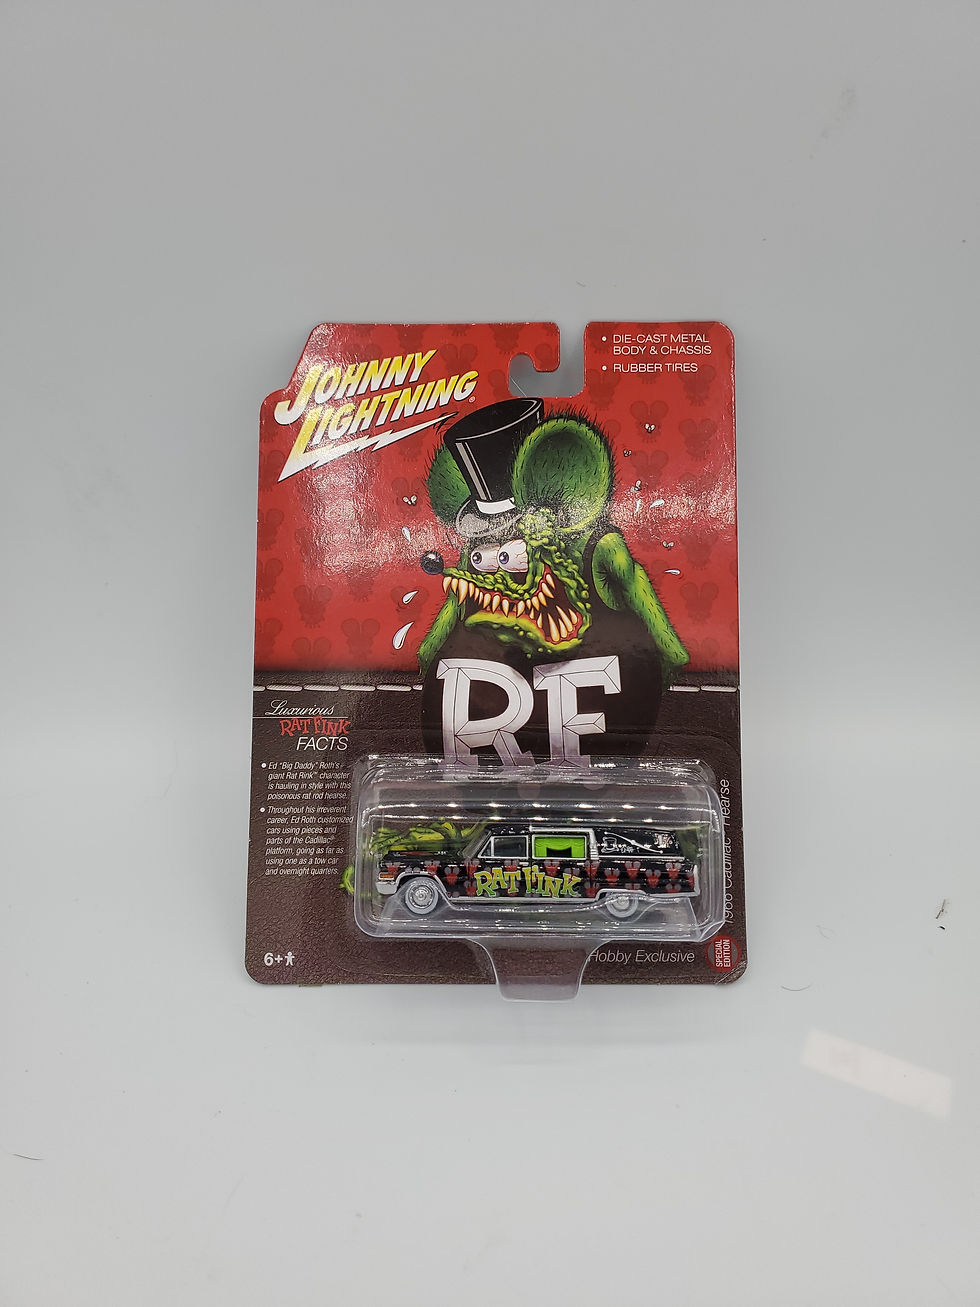 JOHNNY
LIGHTNING®
• DIE-CAST METAL
BODY & CHASSIS
• RUBBER TIRES
RF
Luxurious
RAT FINK
FACTS
• Ed "Big Daddy" Roth's
giant Rat Rink™ character
is hauling in style with this
poisonous rat rod hearse.
• Throughout his irreverent
career, Ed Roth customized
cars using pieces and
parts of the Cadillac
platform, going as far as
using one as a tow car
and overnight quarters.
RAT FINK
1966 Cadillac Hearse
6+
Hobby Exclusive
SPECIAL
EDITION